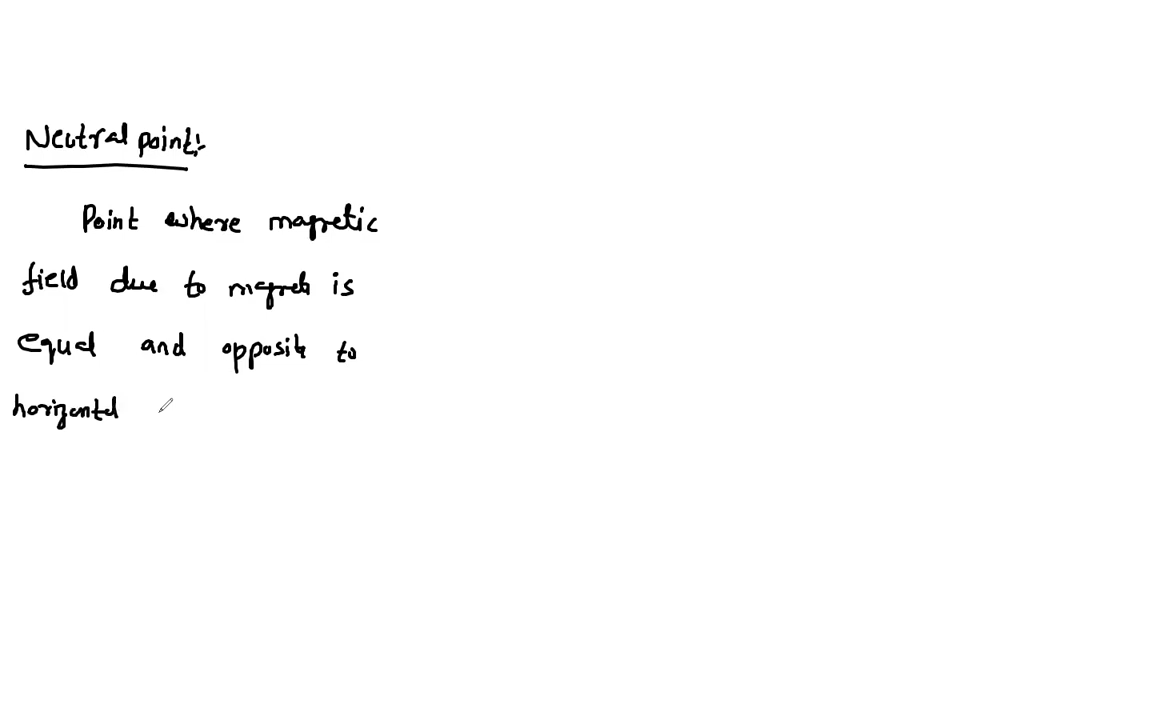 Neutral point:-
Point where magnetic
field due to magnet is
equal and opposite to
horizontal